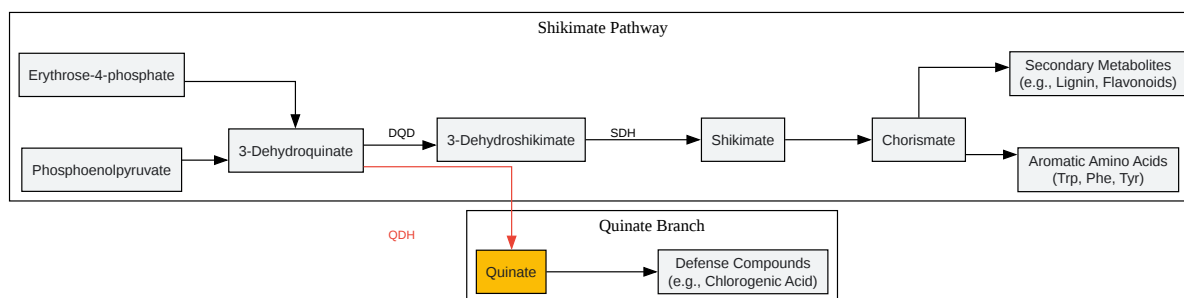 Shikimate Pathway
Erythrose-4-phosphate
Phosphoenolpyruvate
3-Dehydroquinate
DQD
3-Dehydroshikimate
SDH
Shikimate
Chorismate
Secondary Metabolites
(e.g., Lignin, Flavonoids)
Aromatic Amino Acids
(Trp, Phe, Tyr)
QDH
Quinate Branch
Quinate
Defense Compounds
(e.g., Chlorogenic Acid)